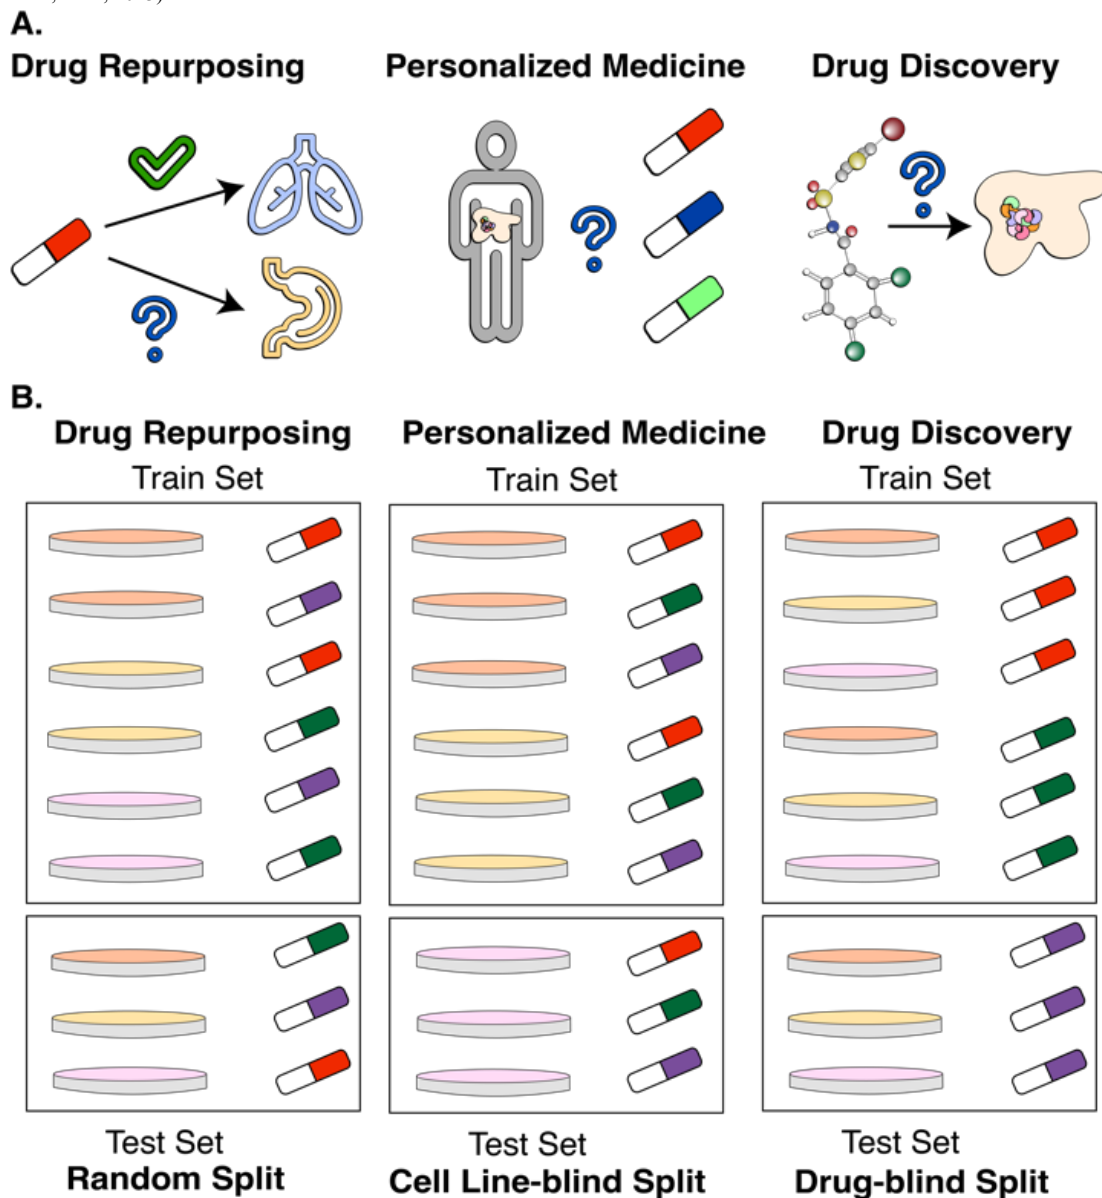 A.
Drug Repurposing Personalized Medicine Drug Discovery
B.
Drug Repurposing Personalized Medicine Drug Discovery
Train Set Train Set Train Set
Test Set Test Set Test Set
Random Split Cell Line-blind Split Drug-blind Split